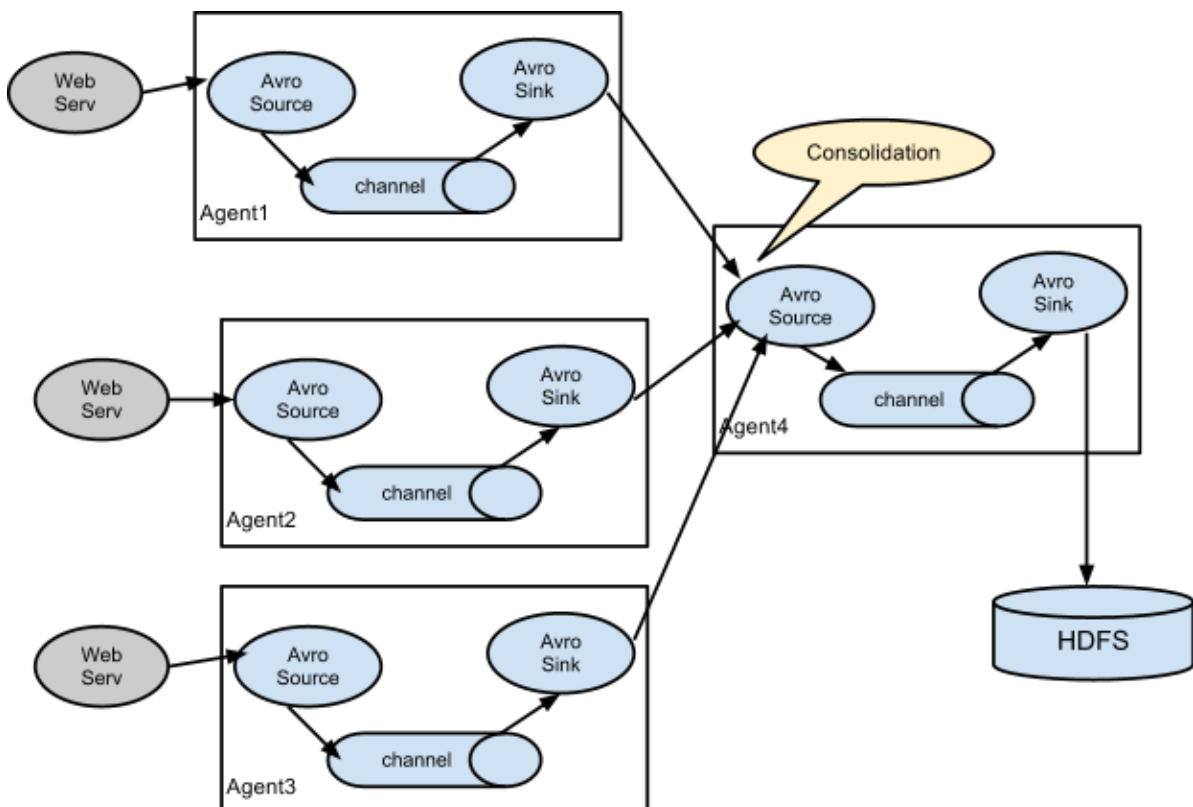 Web
Serv
Avro
Source
Avro
Sink
channel
Agent1
Consolidation
Web
Serv
Avro
Source
Avro
Sink
channel
Agent2
Avro
Source
Avro
Sink
channel
Agent4
Web
Serv
Avro
Source
Avro
Sink
channel
Agent3
HDFS